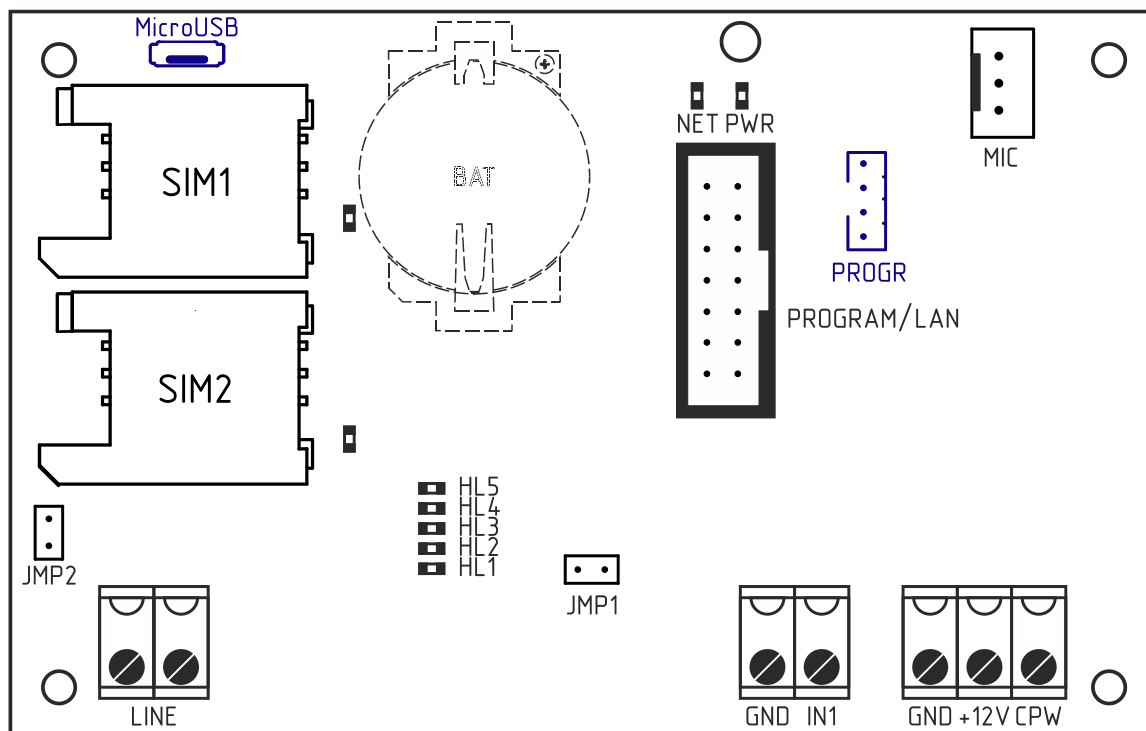 MicroUSB
NET PWR
MIC
SIM1
BAT
PROGR
PROGRAM/LAN
SIM2
HL5
HL4
HL3
HL2
HL1
JMP2
JMP1
LINE
GND IN1
GND +12V CPW